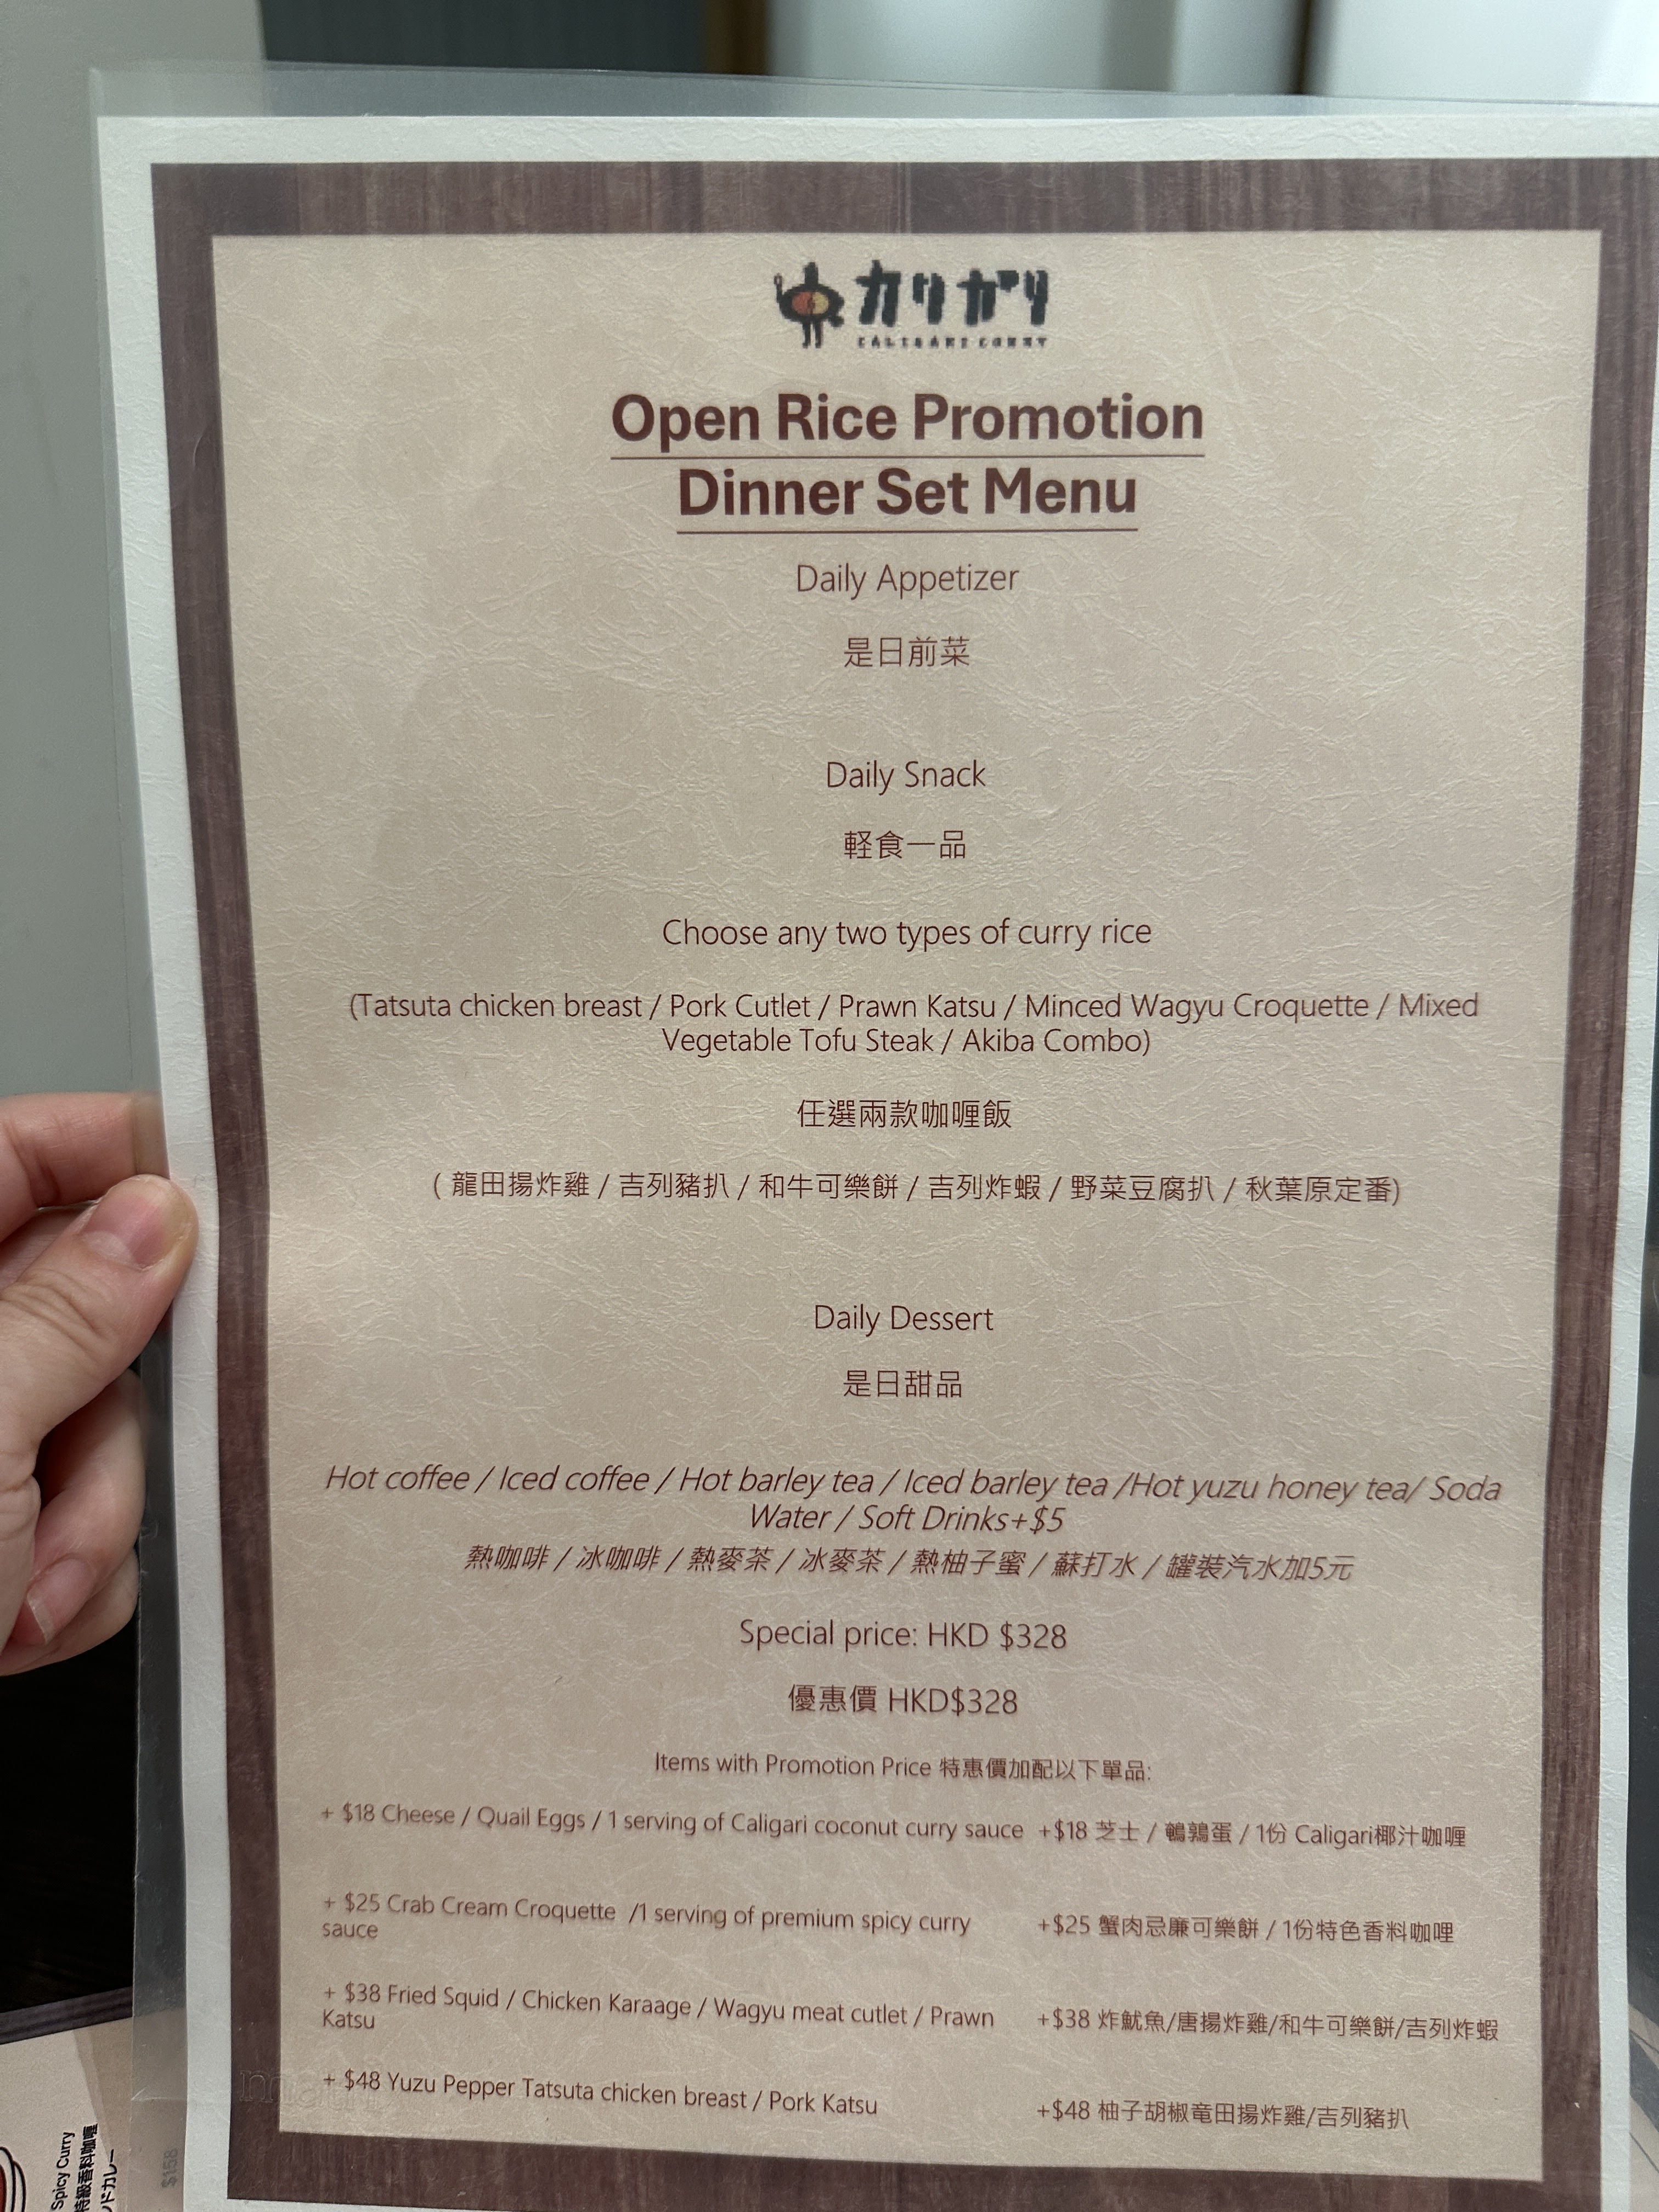 カリガリ
CALIGARI CURRY
Open Rice Promotion
Dinner Set Menu
Daily Appetizer
是日前菜
Daily Snack
軽食一品
Choose any two types of curry rice
(Tatsuta chicken breast / Pork Cutlet / Prawn Katsu / Minced Wagyu Croquette / Mixed
Vegetable Tofu Steak / Akiba Combo)
任選兩款咖喱飯
( 龍田揚炸雞 / 吉列豬扒 / 和牛可樂餅 / 吉列炸蝦 / 野菜豆腐扒 / 秋葉原定番)
Daily Dessert
是日甜品
Hot coffee / Iced coffee / Hot barley tea / Iced barley tea /Hot yuzu honey tea/ Soda
Water / Soft Drinks+$5
熱咖啡 / 冰咖啡 / 熱麥茶 / 冰麥茶 / 熱柚子蜜 / 蘇打水 / 罐裝汽水加5元
Special price: HKD $328
優惠價 HKD$328
Items with Promotion Price 特惠價加配以下單品:
+ $18 Cheese / Quail Eggs / 1 serving of Caligari coconut curry sauce +$18 芝士 / 鵪鶉蛋 / 1份 Caligari椰汁咖喱
+ $25 Crab Cream Croquette /1 serving of premium spicy curry
sauce
+$25 蟹肉忌廉可樂餅 / 1份特色香料咖哩
+ $38 Fried Squid / Chicken Karaage / Wagyu meat cutlet / Prawn
Katsu
+$38 炸魷魚/唐揚炸雞/和牛可樂餅/吉列炸蝦
+ $48 Yuzu Pepper Tatsuta chicken breast / Pork Katsu
+$48 柚子胡椒竜田揚炸雞/吉列豬扒
Spicy Curry
特級香料咖喱
ドカレー
$158